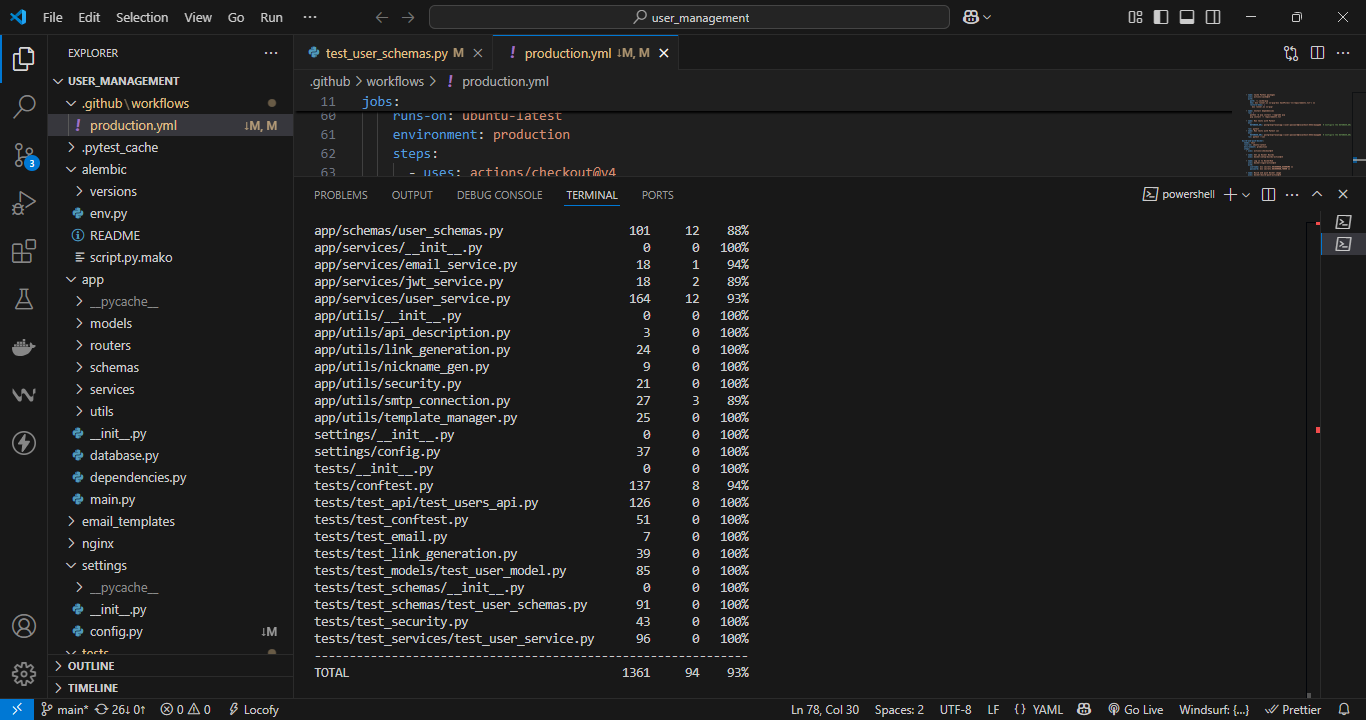 File Edit Selection View Go Run ··· user_management
EXPLORER ···
USER_MANAGEMENT
.github\workflows
production.yml ↓M, M
.pytest_cache
alembic
versions
env.py
README
script.py.mako
app
__pycache__
models
routers
schemas
services
utils
__init__.py
database.py
dependencies.py
main.py
email_templates
nginx
settings
__pycache__
__init__.py
config.py ↓M
tests
OUTLINE
TIMELINE
3
test_user_schemas.py M
! production.yml ↓M, M
.github > workflows > ! production.yml
11 jobs:
60 runs-on: ubuntu-latest
61 environment: production
62 steps:
63 - uses: actions/checkout@v4
PROBLEMS OUTPUT DEBUG CONSOLE TERMINAL PORTS
powershell
app/schemas/user_schemas.py 101 12 88%
app/services/__init__.py 0 0 100%
app/services/email_service.py 18 1 94%
app/services/jwt_service.py 18 2 89%
app/services/user_service.py 164 12 93%
app/utils/__init__.py 0 0 100%
app/utils/api_description.py 3 0 100%
app/utils/link_generation.py 24 0 100%
app/utils/nickname_gen.py 9 0 100%
app/utils/security.py 21 0 100%
app/utils/smtp_connection.py 27 3 89%
app/utils/template_manager.py 25 0 100%
settings/__init__.py 0 0 100%
settings/config.py 37 0 100%
tests/__init__.py 0 0 100%
tests/conftest.py 137 8 94%
tests/test_api/test_users_api.py 126 0 100%
tests/test_conftest.py 51 0 100%
tests/test_email.py 7 0 100%
tests/test_link_generation.py 39 0 100%
tests/test_models/test_user_model.py 85 0 100%
tests/test_schemas/__init__.py 0 0 100%
tests/test_schemas/test_user_schemas.py 91 0 100%
tests/test_security.py 43 0 100%
tests/test_services/test_user_service.py 96 0 100%
--------------------------------------------------------------
TOTAL 1361 94 93%
main* 26↓ 0↑ 0 0 Locofy
Ln 78, Col 30 Spaces: 2 UTF-8 LF {} YAML Go Live Windsurf: {...} Prettier